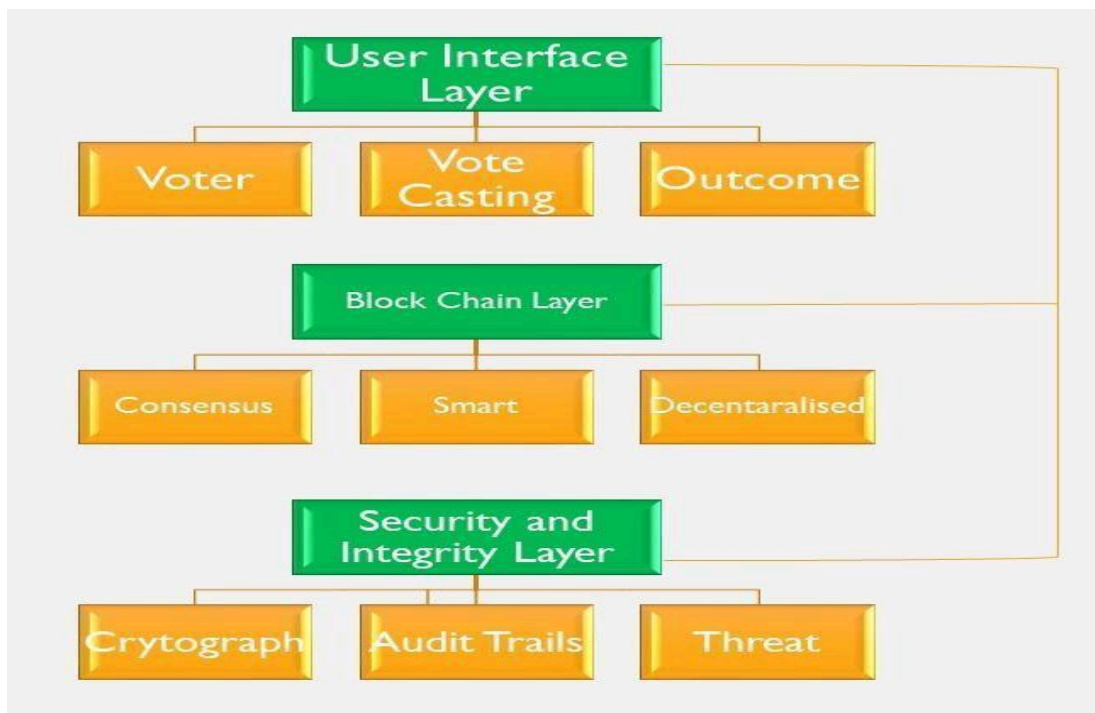 User Interface
Layer
Voter
Vote
Casting
Outcome
Block Chain Layer
Consensus
Smart
Decentaralised
Security and
Integrity Layer
Crytograph
Audit Trails
Threat